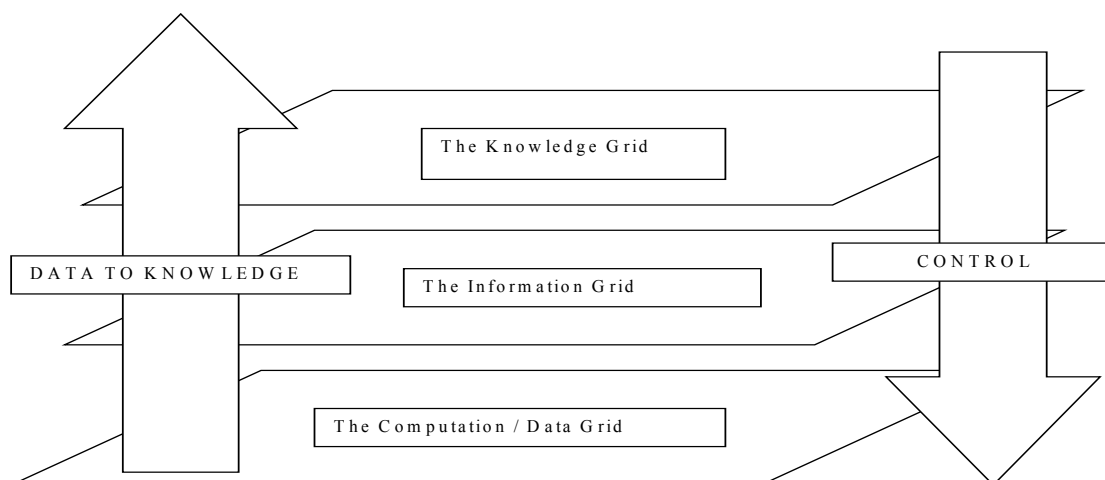 The Knowledge Grid
DATA TO KNOWLEDGE
CONTROL
The Information Grid
The Computation / Data Grid